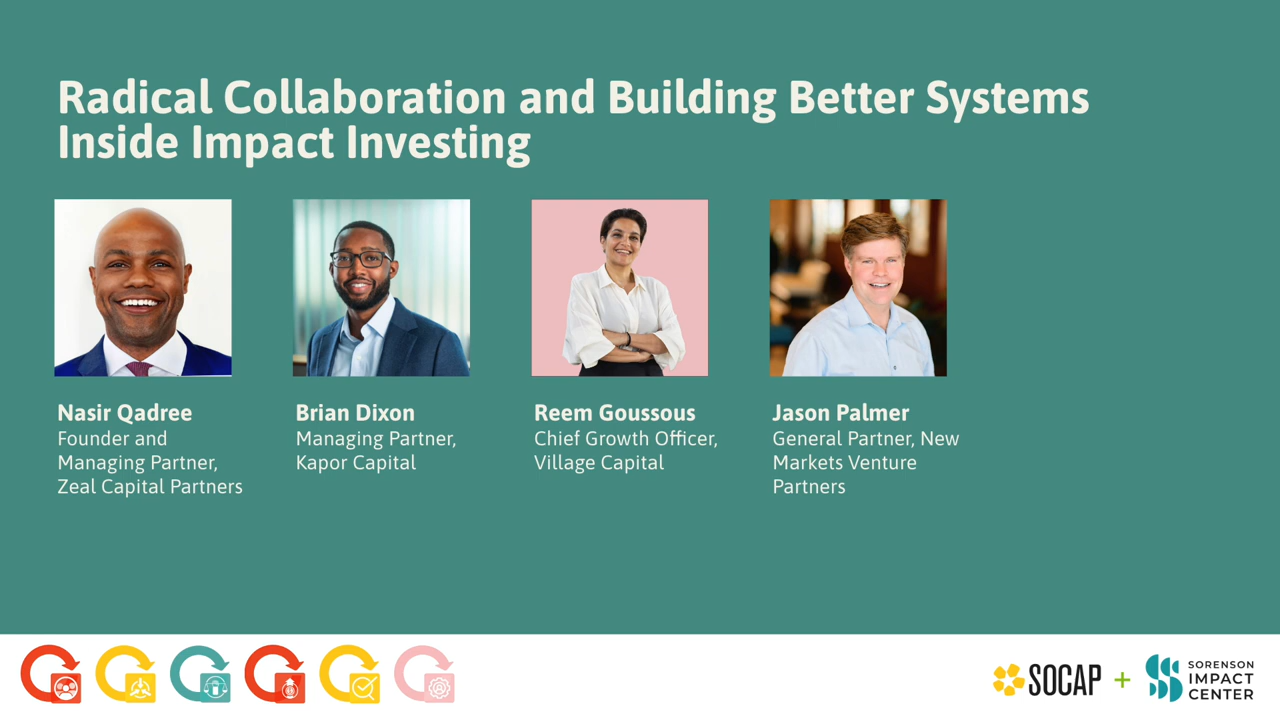 Radical Collaboration and Building Better Systems
Inside Impact Investing
Nasir Qadree
Founder and
Managing Partner,
Zeal Capital Partners
Brian Dixon
Managing Partner,
Kapor Capital
Reem Goussous
Chief Growth Officer,
Village Capital
Jason Palmer
General Partner, New
Markets Venture
Partners
SOCAP + SORENSON
IMPACT
CENTER